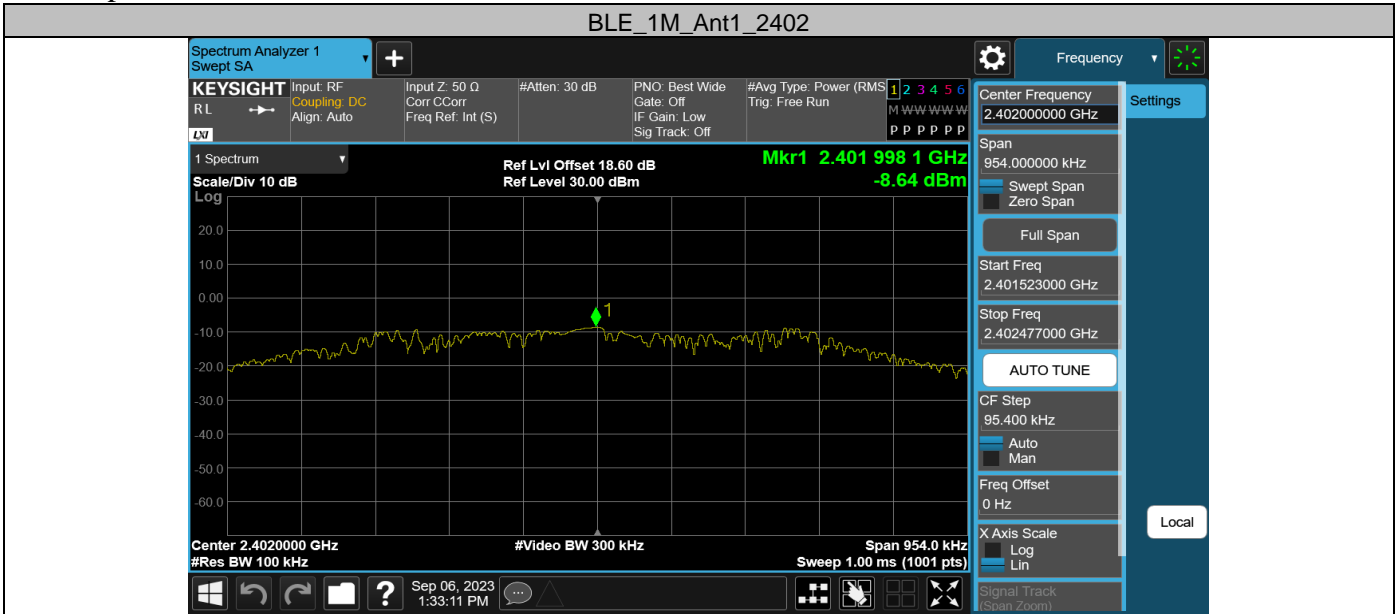 BLE_1M_Ant1_2402
Spectrum Analyzer 1
Swept SA
Frequency
KEYSIGHT
RL
LXI
Input: RF
Coupling: DC
Align: Auto
Input Z: 50 Ω
Corr CCorr
Freq Ref: Int (S)
#Atten: 30 dB
PNO: Best Wide
Gate: Off
IF Gain: Low
Sig Track: Off
#Avg Type: Power (RMS
Trig: Free Run
1 2 3 4 5 6
M W W W W W
P P P P P P
1 Spectrum
Scale/Div 10 dB
Log
Ref Lvl Offset 18.60 dB
Ref Level 30.00 dBm
Mkr1 2.401 998 1 GHz
-8.64 dBm
20.0
10.0
0.00
-10.0
-20.0
-30.0
-40.0
-50.0
-60.0
1
Center 2.4020000 GHz
#Res BW 100 kHz
#Video BW 300 kHz
Span 954.0 kHz
Sweep 1.00 ms (1001 pts)
Center Frequency
2.402000000 GHz
Span
954.000000 kHz
Swept Span
Zero Span
Full Span
Start Freq
2.401523000 GHz
Stop Freq
2.402477000 GHz
AUTO TUNE
CF Step
95.400 kHz
Auto
Man
Freq Offset
0 Hz
X Axis Scale
Log
Lin
Signal Track
(Span Zoom)
Settings
Local
?
Sep 06, 2023
1:33:11 PM